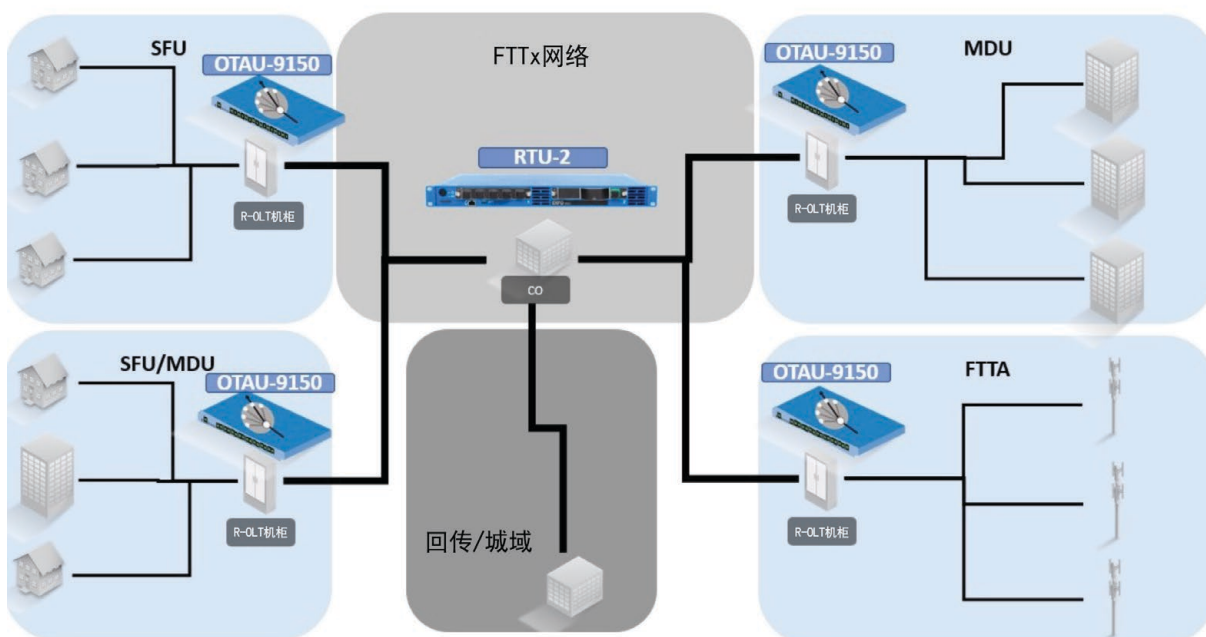 SFU
OTAU-9150
R-OLT机柜
FTTx网络
RTU-2
CO
OTAU-9150
MDU
R-OLT机柜
SFU/MDU
OTAU-9150
R-OLT机柜
回传/城域
OTAU-9150
FTTA
R-OLT机柜